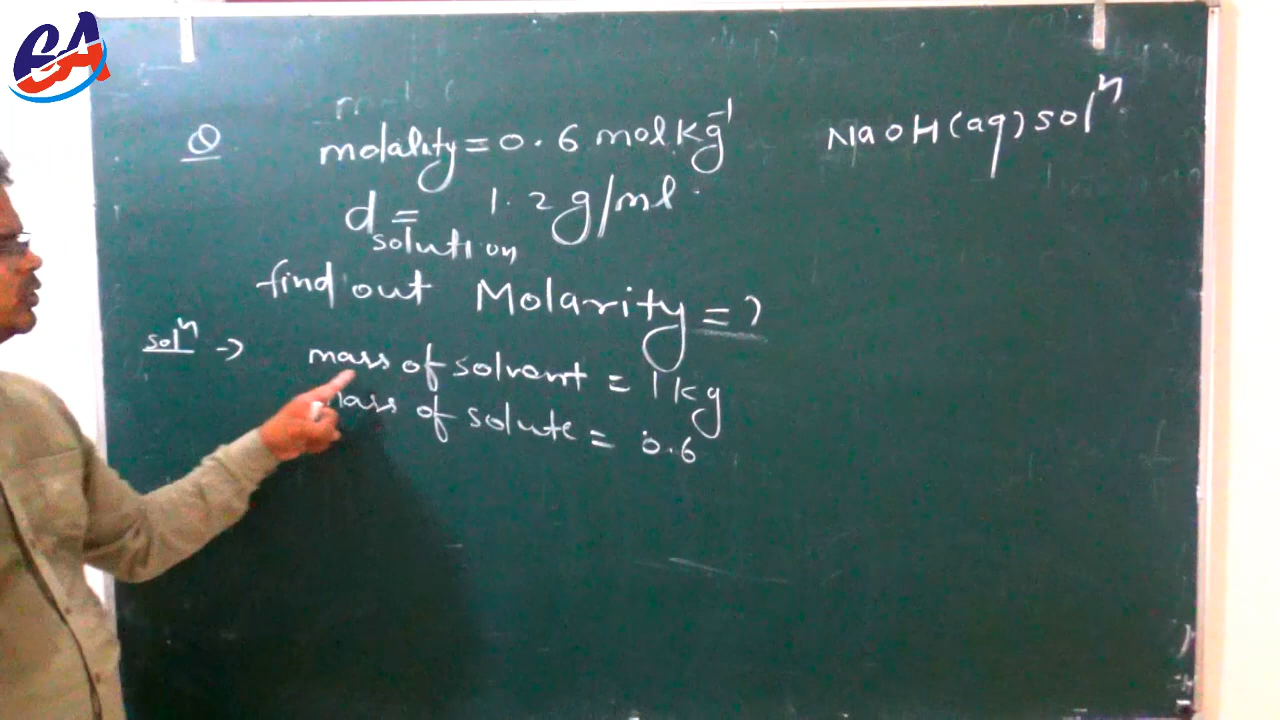 Q molality = 0.6 mol kg⁻¹ NaOH(aq) solⁿ
d solution = 1.2 g/ml
find out Molarity = ?
solⁿ → mass of solvent = 1 kg
mass of solute = 0.6